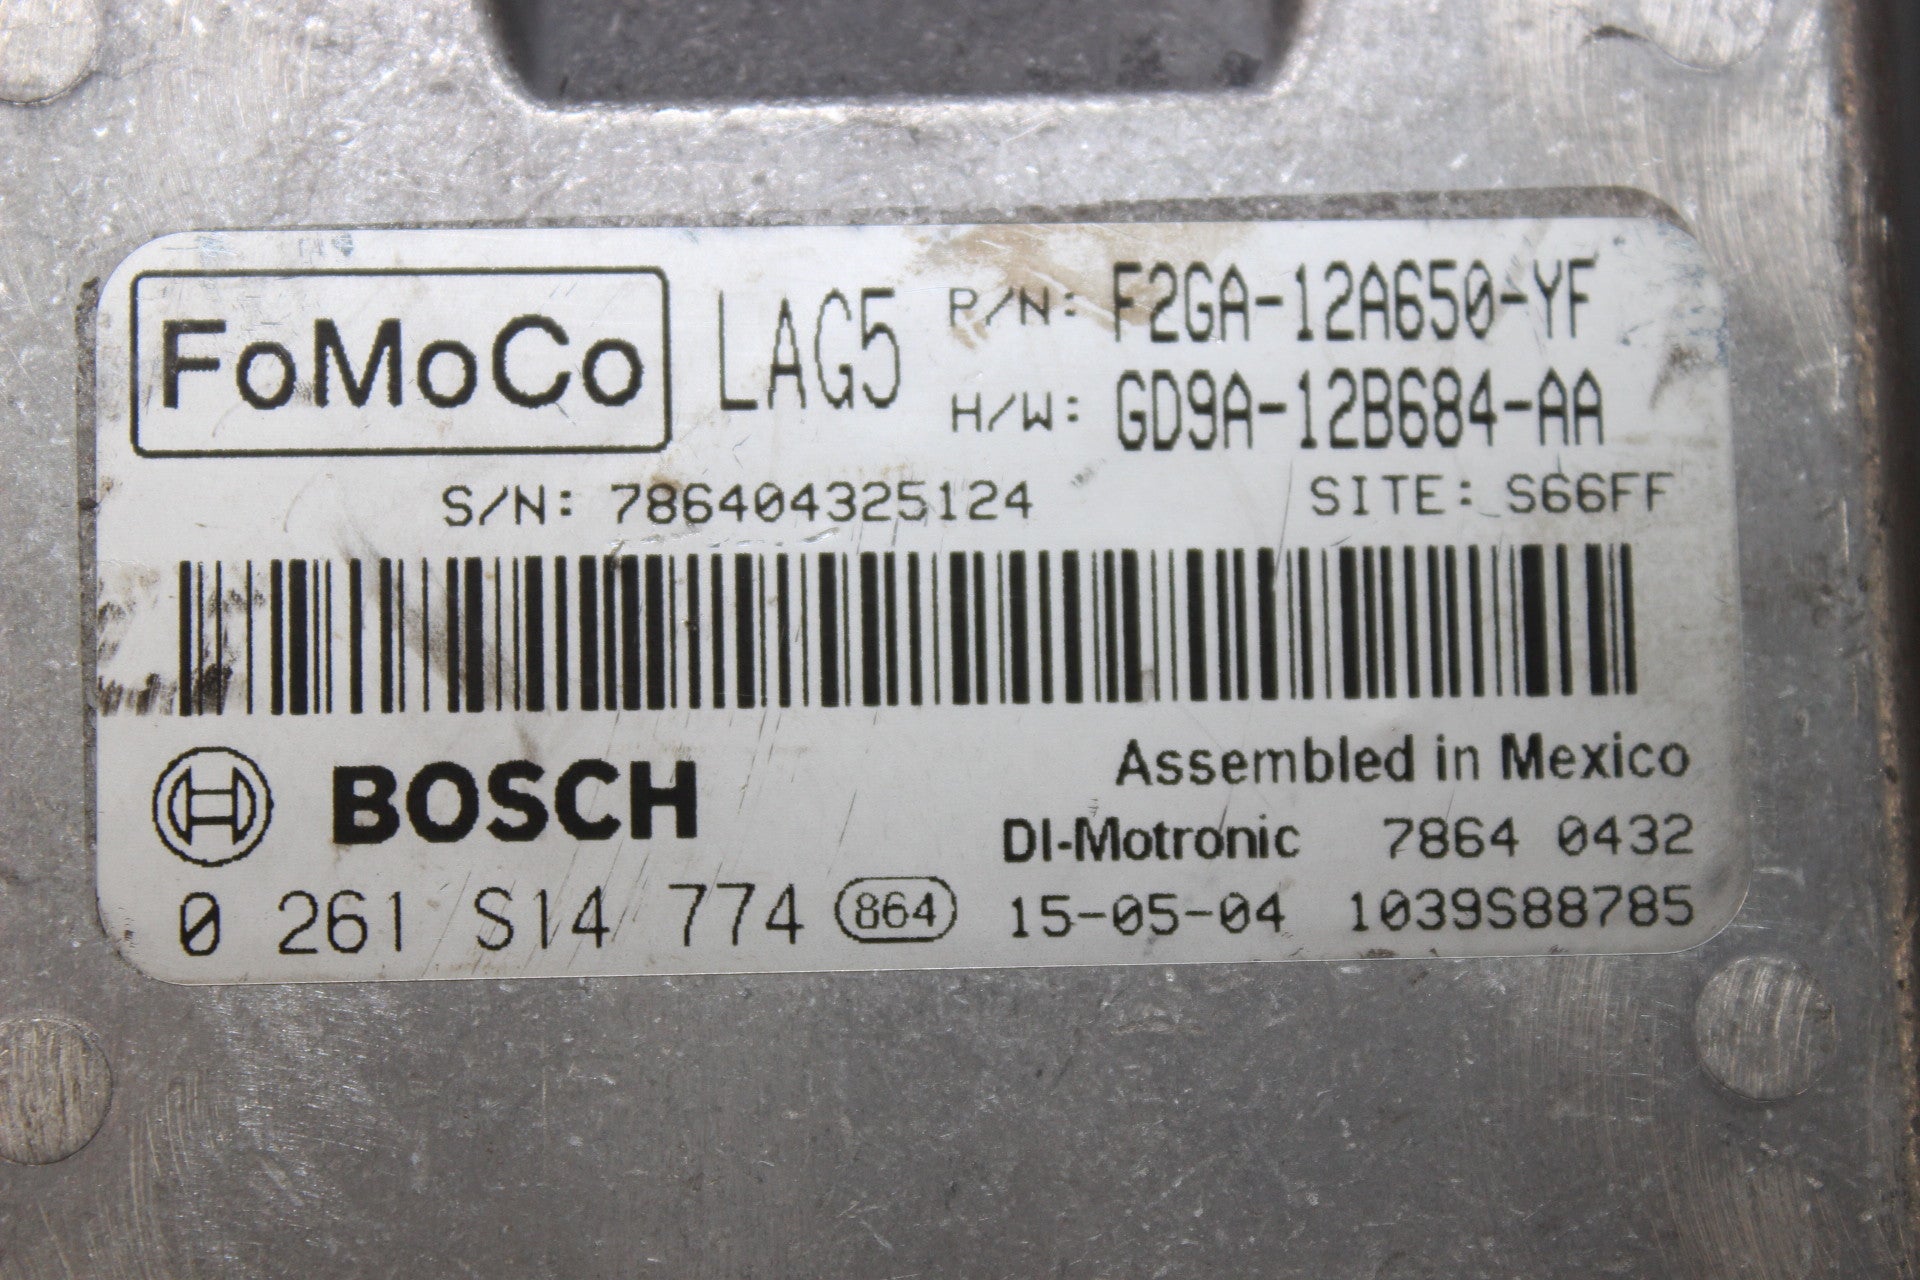 FoMoCo LAG5 P/N: F2GA-12A650-YF
H/W: GD9A-12B684-AA
S/N: 786404325124 SITE: S66FF
BOSCH Assembled in Mexico
DI-Motronic 7864 0432
0 261 S14 774 864 15-05-04 1039S88785